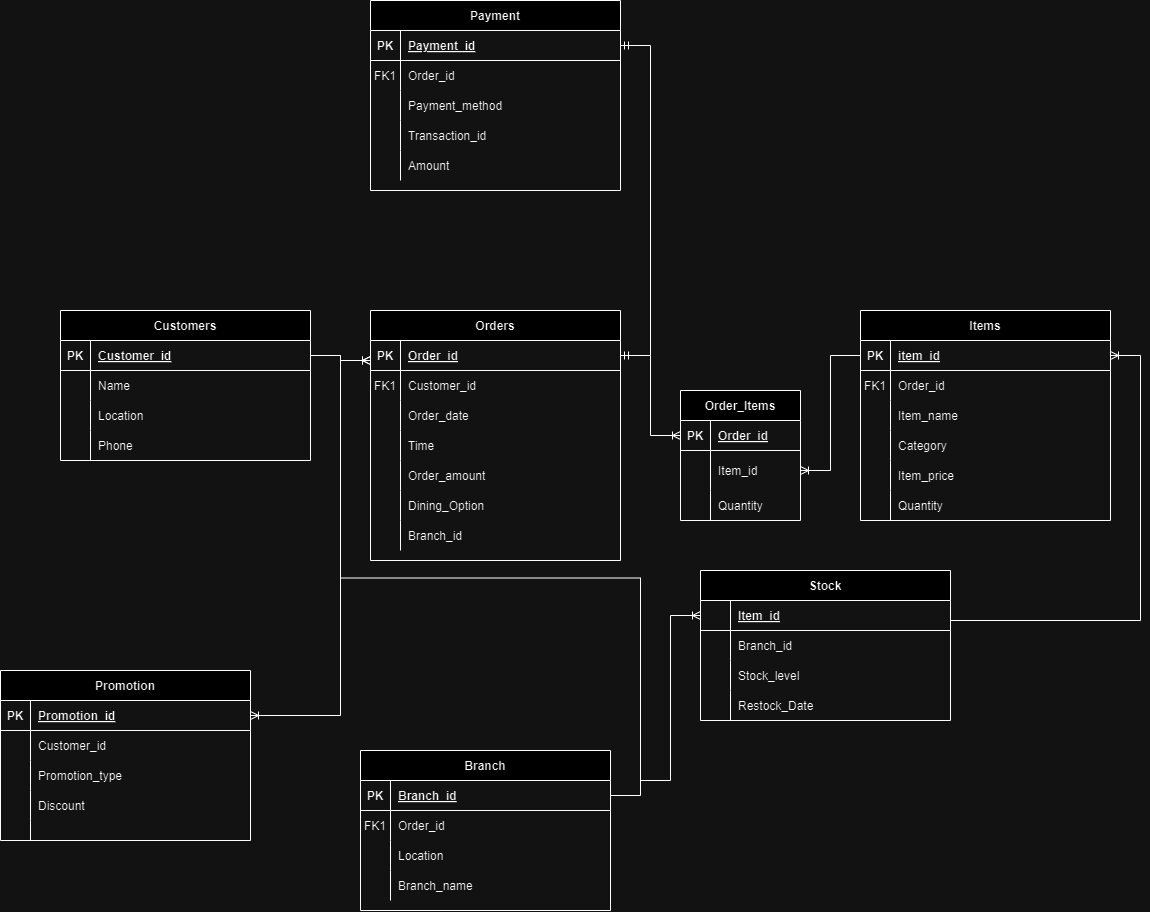 Payment
PK Payment_id
FK1 Order_id
Payment_method
Transaction_id
Amount
Customers
PK Customer_id
Name
Location
Phone
Orders
PK Order_id
FK1 Customer_id
Order_date
Time
Order_amount
Dining_Option
Branch_id
Order_Items
PK Order_id
Item_id
Quantity
Items
PK item_id
FK1 Order_id
Item_name
Category
Item_price
Quantity
Stock
Item_id
Branch_id
Stock_level
Restock_Date
Promotion
PK Promotion_id
Customer_id
Promotion_type
Discount
Branch
PK Branch_id
FK1 Order_id
Location
Branch_name